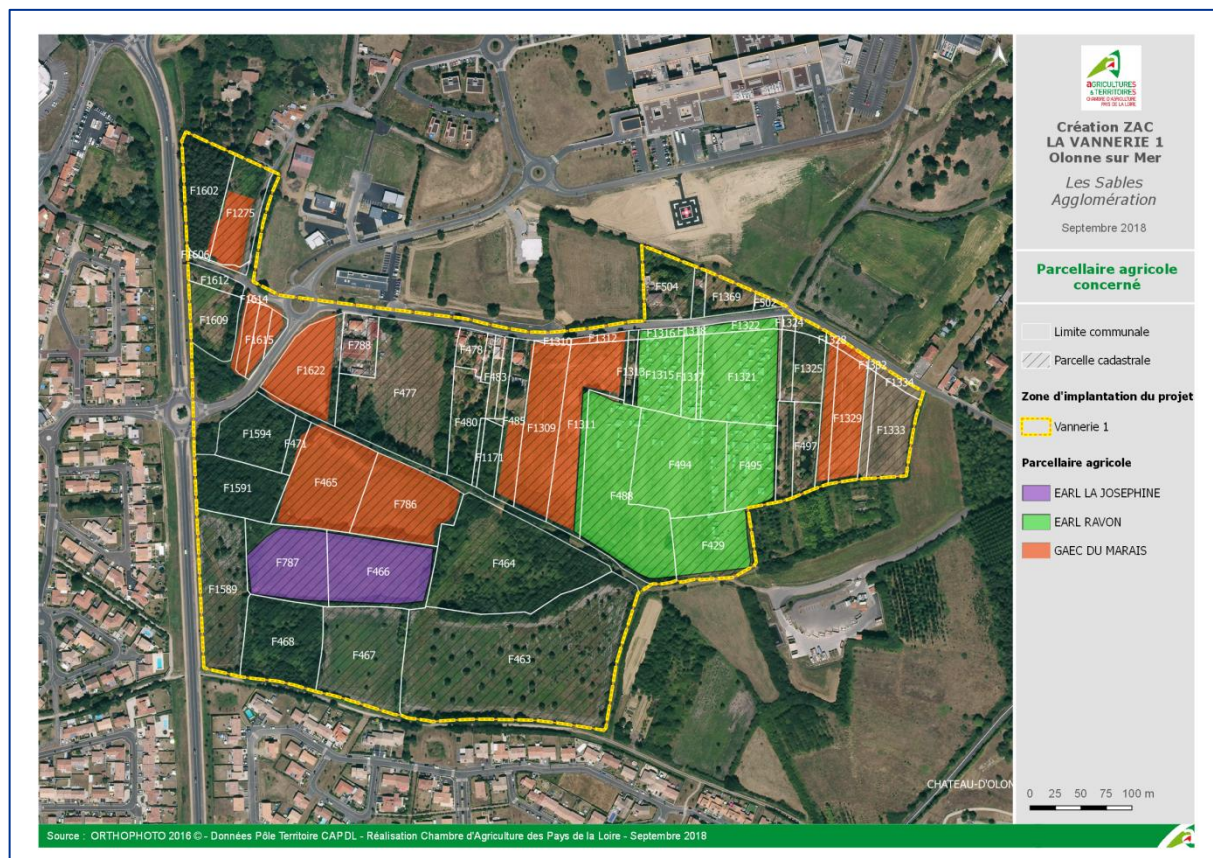 AGRICULTURES
& TERRITOIRES
CHAMBRE D'AGRICULTURE
PAYS DE LA LOIRE
Création ZAC
LA VANNERIE 1
Olonne sur Mer
Les Sables
Agglomération
Septembre 2018
Parcellaire agricole
concerné
Limite communale
Parcelle cadastrale
Zone d'implantation du projet
Vannerie 1
Parcellaire agricole
EARL LA JOSEPHINE
EARL RAVON
GAEC DU MARAIS
0 25 50 75 100 m
F1602
F1275
F1606
F1612
F1614
F1609
F1615
F1622
F788
F477
F478
F483
F480
F485
F1171
F1310
F1312
F1309
F1311
F504
F1369
F502
F1316
F1318
F1322
F1324
F1315
F1317
F1321
F1325
F1328
F1334
F1329
F1333
F497
F1594
F471
F465
F786
F1591
F488
F494
F495
F429
F787
F466
F464
F1589
F468
F467
F463
CHATEAU-D'OLON
Source : ORTHOPHOTO 2016 © - Données Pôle Territoire CAPDL - Réalisation Chambre d'Agriculture des Pays de la Loire - Septembre 2018